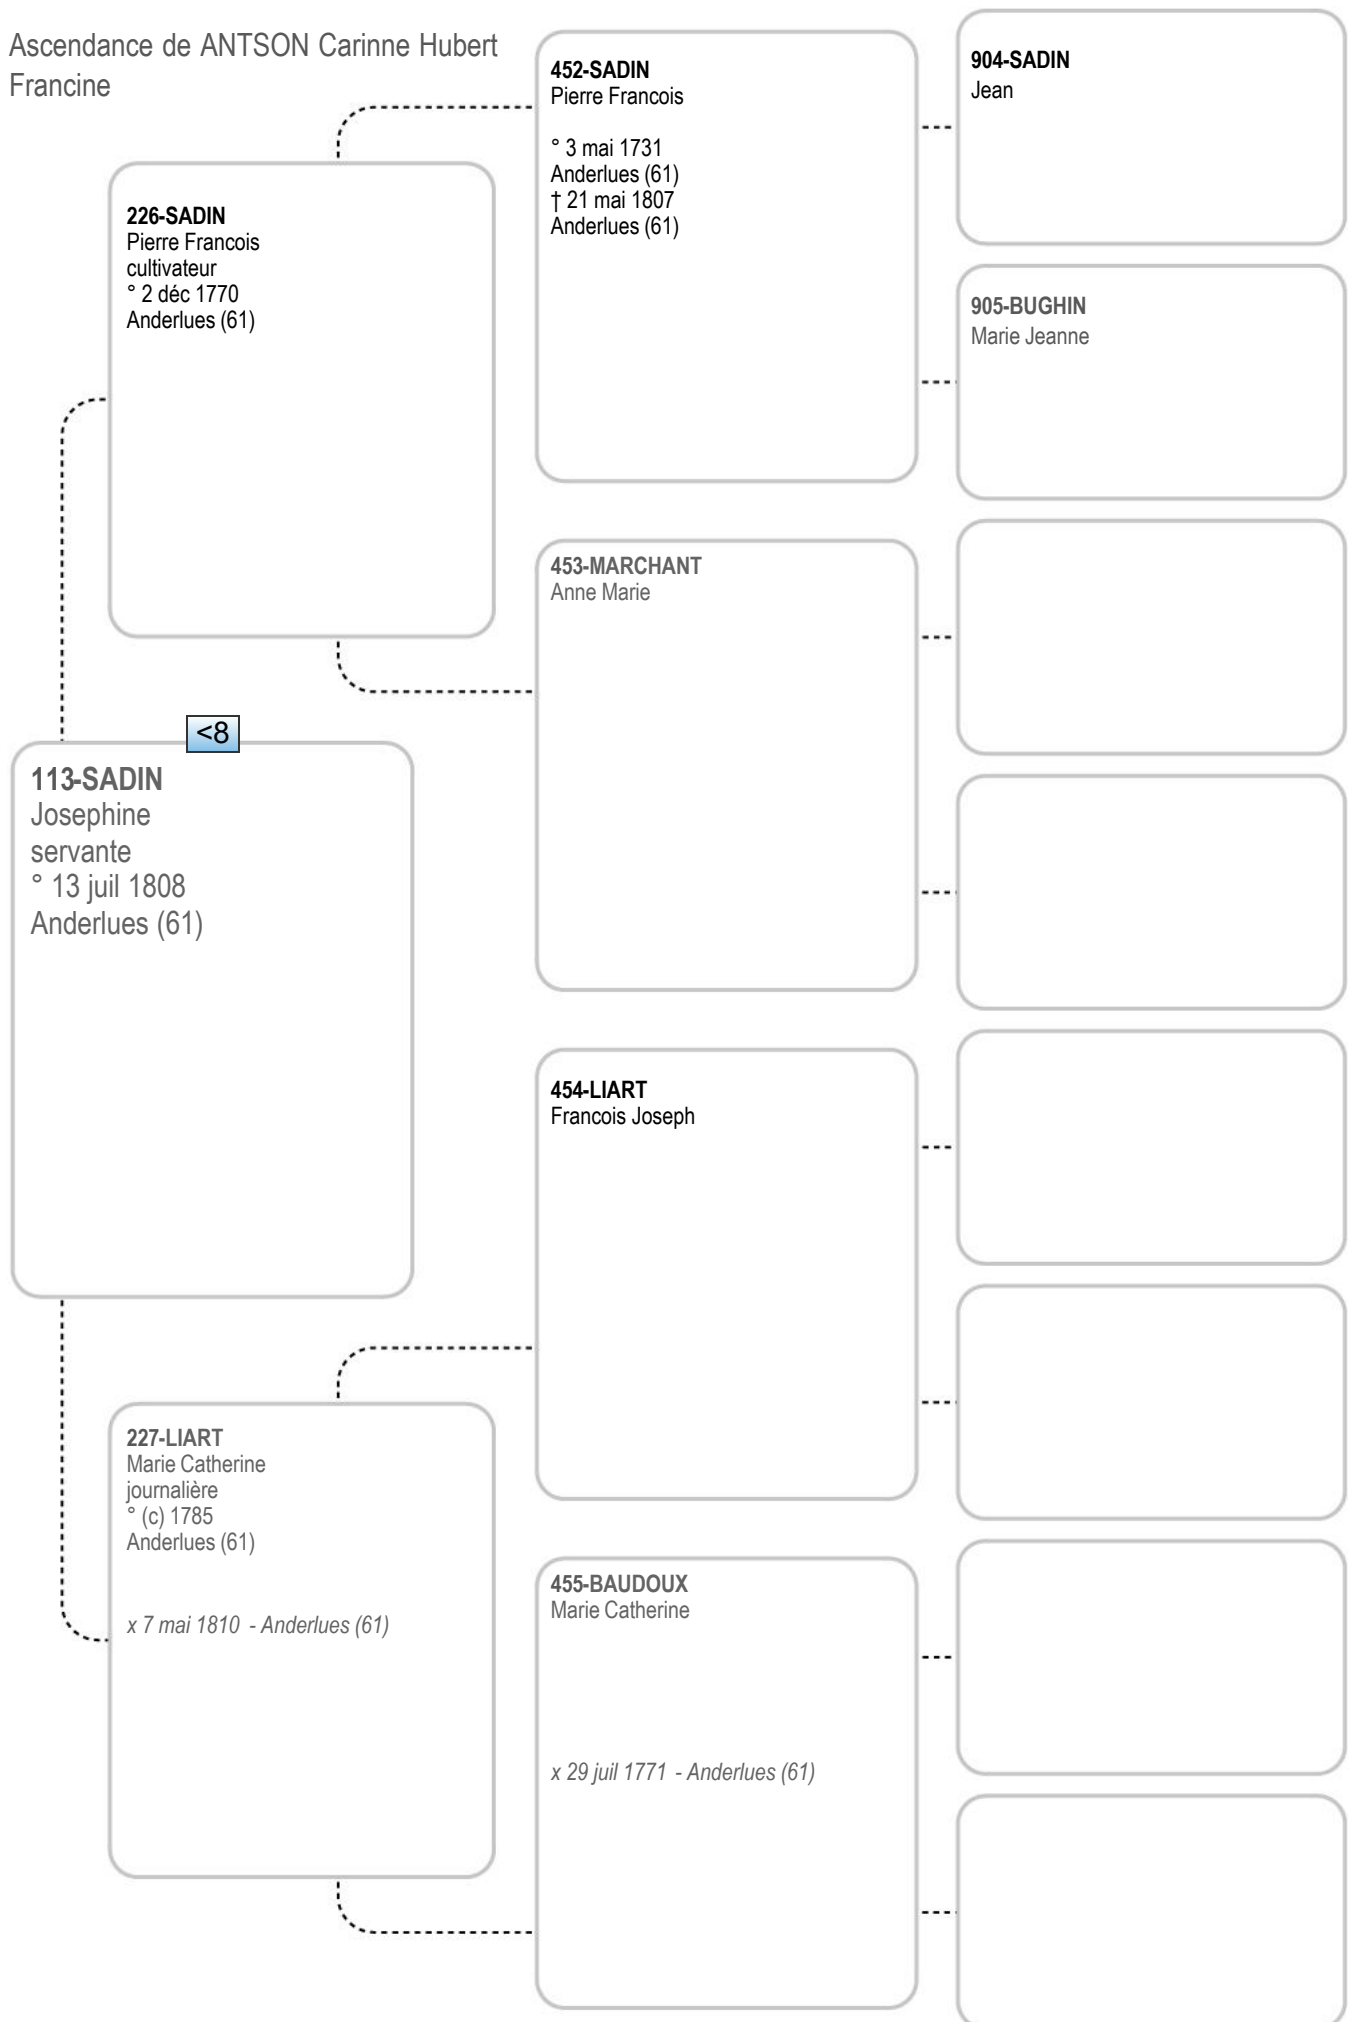 Ascendance de ANTSON Carinne Hubert
Francine
452-SADIN
Pierre Francois
° 3 mai 1731
Anderlues (61)
† 21 mai 1807
Anderlues (61)
904-SADIN
Jean
226-SADIN
Pierre Francois
cultivateur
° 2 déc 1770
Anderlues (61)
905-BUGHIN
Marie Jeanne
453-MARCHANT
Anne Marie
<8
113-SADIN
Josephine
servante
° 13 juil 1808
Anderlues (61)
454-LIART
Francois Joseph
227-LIART
Marie Catherine
journalière
° (c) 1785
Anderlues (61)
x 7 mai 1810 - Anderlues (61)
455-BAUDOUX
Marie Catherine
x 29 juil 1771 - Anderlues (61)